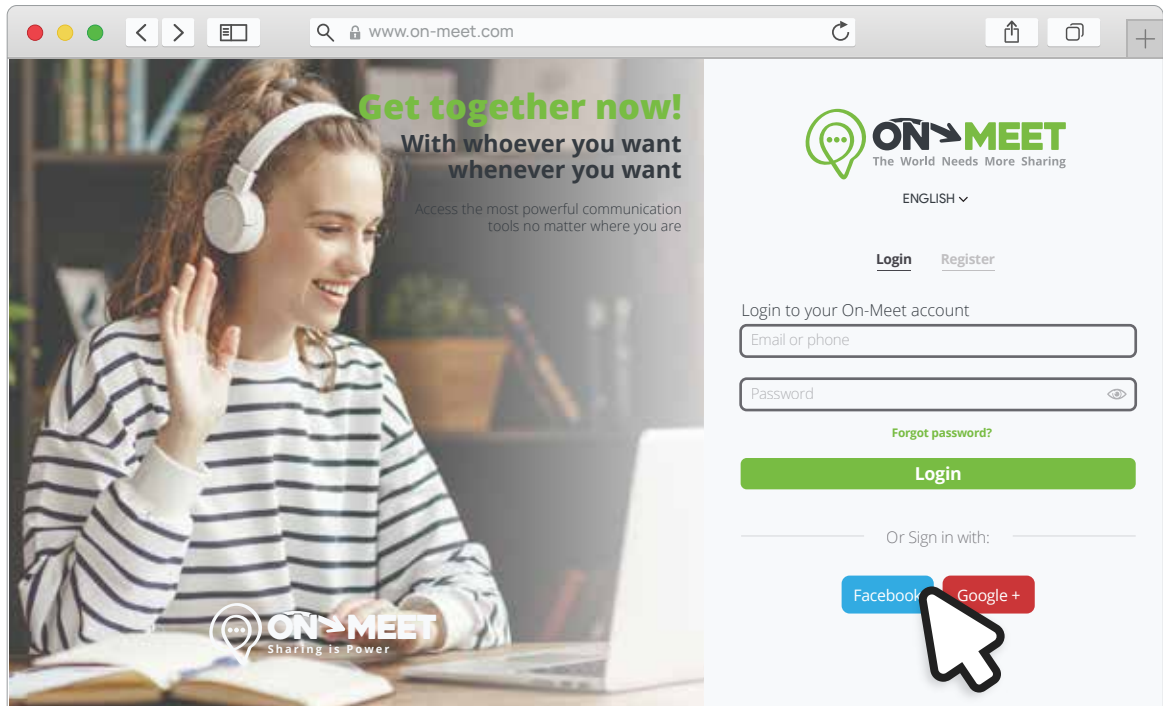 www.on-meet.com
Get together now!
With whoever you want
whenever you want
Access the most powerful communication
tools no matter where you are
ON MEET
Sharing is Power
ON MEET
The World Needs More Sharing
ENGLISH
Login Register
Login to your On-Meet account
Email or phone
Password
Forgot password?
Login
Or Sign in with:
Facebook Google +